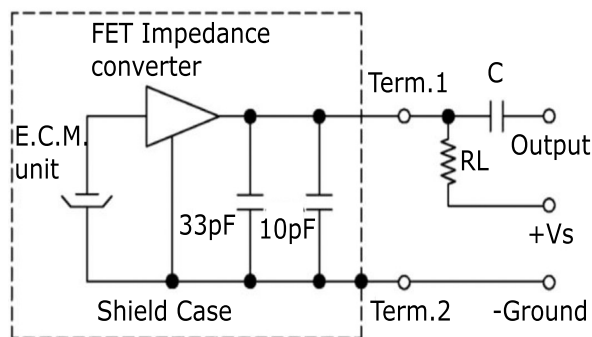 FET Impedance
converter
Term.1
C
E.C.M.
unit
Output
RL
33pF
10pF
+Vs
Shield Case
Term.2
-Ground